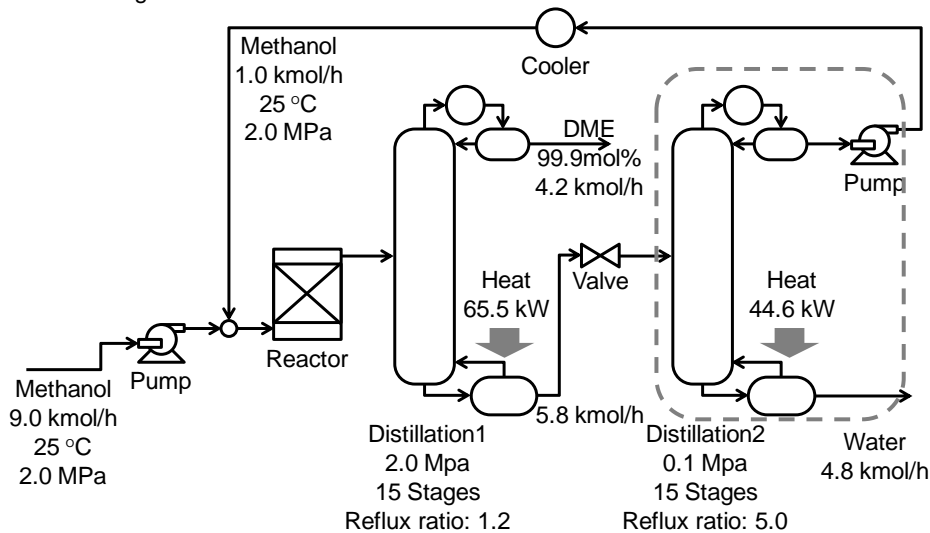 Methanol
1.0 kmol/h
25 °C
2.0 MPa
Cooler
DME
99.9mol%
4.2 kmol/h
Pump
Heat
65.5 kW
Valve
Heat
44.6 kW
Reactor
Pump
Methanol
9.0 kmol/h
25 °C
2.0 MPa
5.8 kmol/h
Distillation1
2.0 Mpa
15 Stages
Reflux ratio: 1.2
Distillation2
0.1 Mpa
15 Stages
Reflux ratio: 5.0
Water
4.8 kmol/h